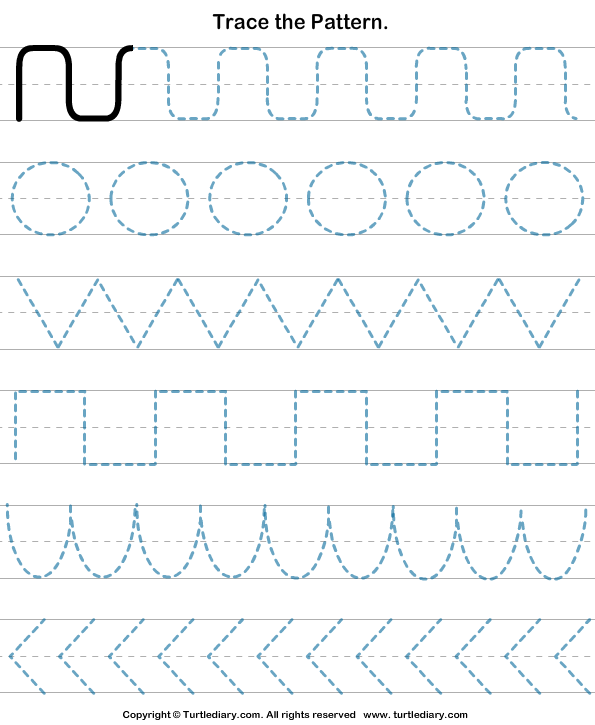 Trace the Pattern.
Copyright © Turtlediary.com. All rights reserved www.turtlediary.com